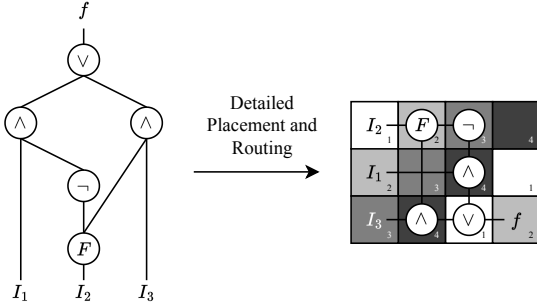 f
∨
∧ ∧
¬
F
I₁ I₂ I₃
Detailed
Placement and
Routing
I₂ 1 F 2 ¬ 3 4
I₁ 2 3 ∧ 4 1
I₃ 3 ∧ 4 ∨ 1 f 2